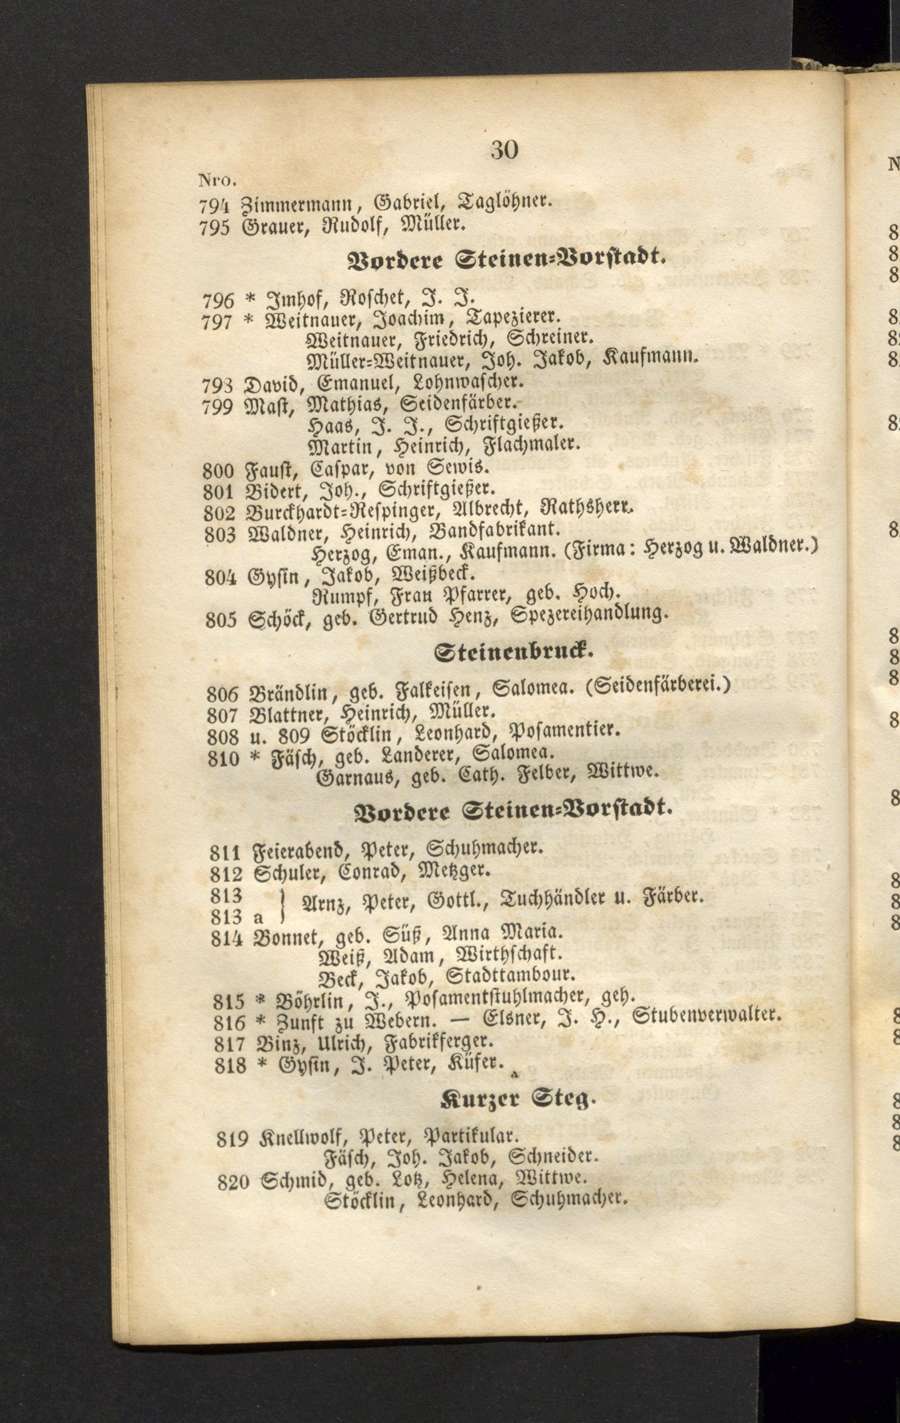 30
Nro.
794 Zimmermann, Gabriel, Taglöhner.
795 Grauer, Rudolf, Müller.
Vordere Steinen-Vorstadt.
796 * Imhof, Roschet, J. J.
797 * Weitnauer, Joachim, Tapezierer.
Weitnauer, Friedrich, Schreiner.
Müller-Weitnauer, Joh. Jakob, Kaufmann.
793 David, Emanuel, Lohnwascher.
799 Mast, Mathias, Seidenfärber.
Haas, J. J., Schriftgießer.
Martin, Heinrich, Flachmaler.
800 Faust, Caspar, von Sewis.
801 Bidert, Joh., Schriftgießer.
802 Burckhardt-Respinger, Albrecht, Rathsherr.
803 Waldner, Heinrich, Bandfabrikant.
Herzog, Eman., Kaufmann. (Firma: Herzog u. Waldner.)
804 Gysin, Jakob, Weißbeck.
Rumpf, Frau Pfarrer, geb. Hoch.
805 Schöck, geb. Gertrud Henz, Spezereihandlung.
Steinenbruck.
806 Brändlin, geb. Falkeisen, Salomea. (Seidenfärberei.)
807 Blattner, Heinrich, Müller.
808 u. 809 Stöcklin, Leonhard, Posamentier.
810 * Fäsch, geb. Landerer, Salomea.
Garnaus, geb. Cath. Felber, Wittwe.
Vordere Steinen-Vorstadt.
811 Feierabend, Peter, Schuhmacher.
812 Schuler, Conrad, Metzger.
813
813 a } Arnz, Peter, Gottl., Tuchhändler u. Färber.
814 Bonnet, geb. Süß, Anna Maria.
Weiß, Adam, Wirthschaft.
Beck, Jakob, Stadttambour.
815 * Böhrlin, J., Posamentstuhlmacher, geh.
816 * Zunft zu Webern. — Elsner, J. H., Stubenverwalter.
817 Binz, Ulrich, Fabrikferger.
818 * Gysin, J. Peter, Küfer.
Kurzer Steg.
819 Knellwolf, Peter, Partikular.
Fäsch, Joh. Jakob, Schneider.
820 Schmid, geb. Lotz, Helena, Wittwe.
Stöcklin, Leonhard, Schuhmacher.